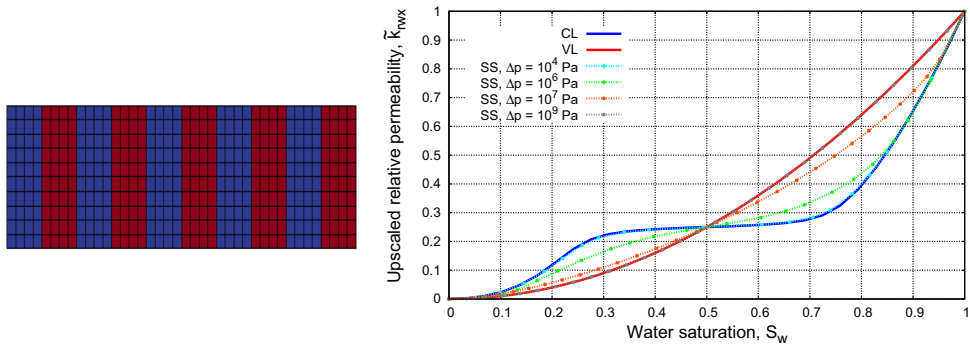 Upscaled relative permeability, k̃rwx
1
0.9
0.8
0.7
0.6
0.5
0.4
0.3
0.2
0.1
0
CL
VL
SS, Δp = 10⁴ Pa
SS, Δp = 10⁶ Pa
SS, Δp = 10⁷ Pa
SS, Δp = 10⁹ Pa
0 0.1 0.2 0.3 0.4 0.5 0.6 0.7 0.8 0.9 1
Water saturation, Sw